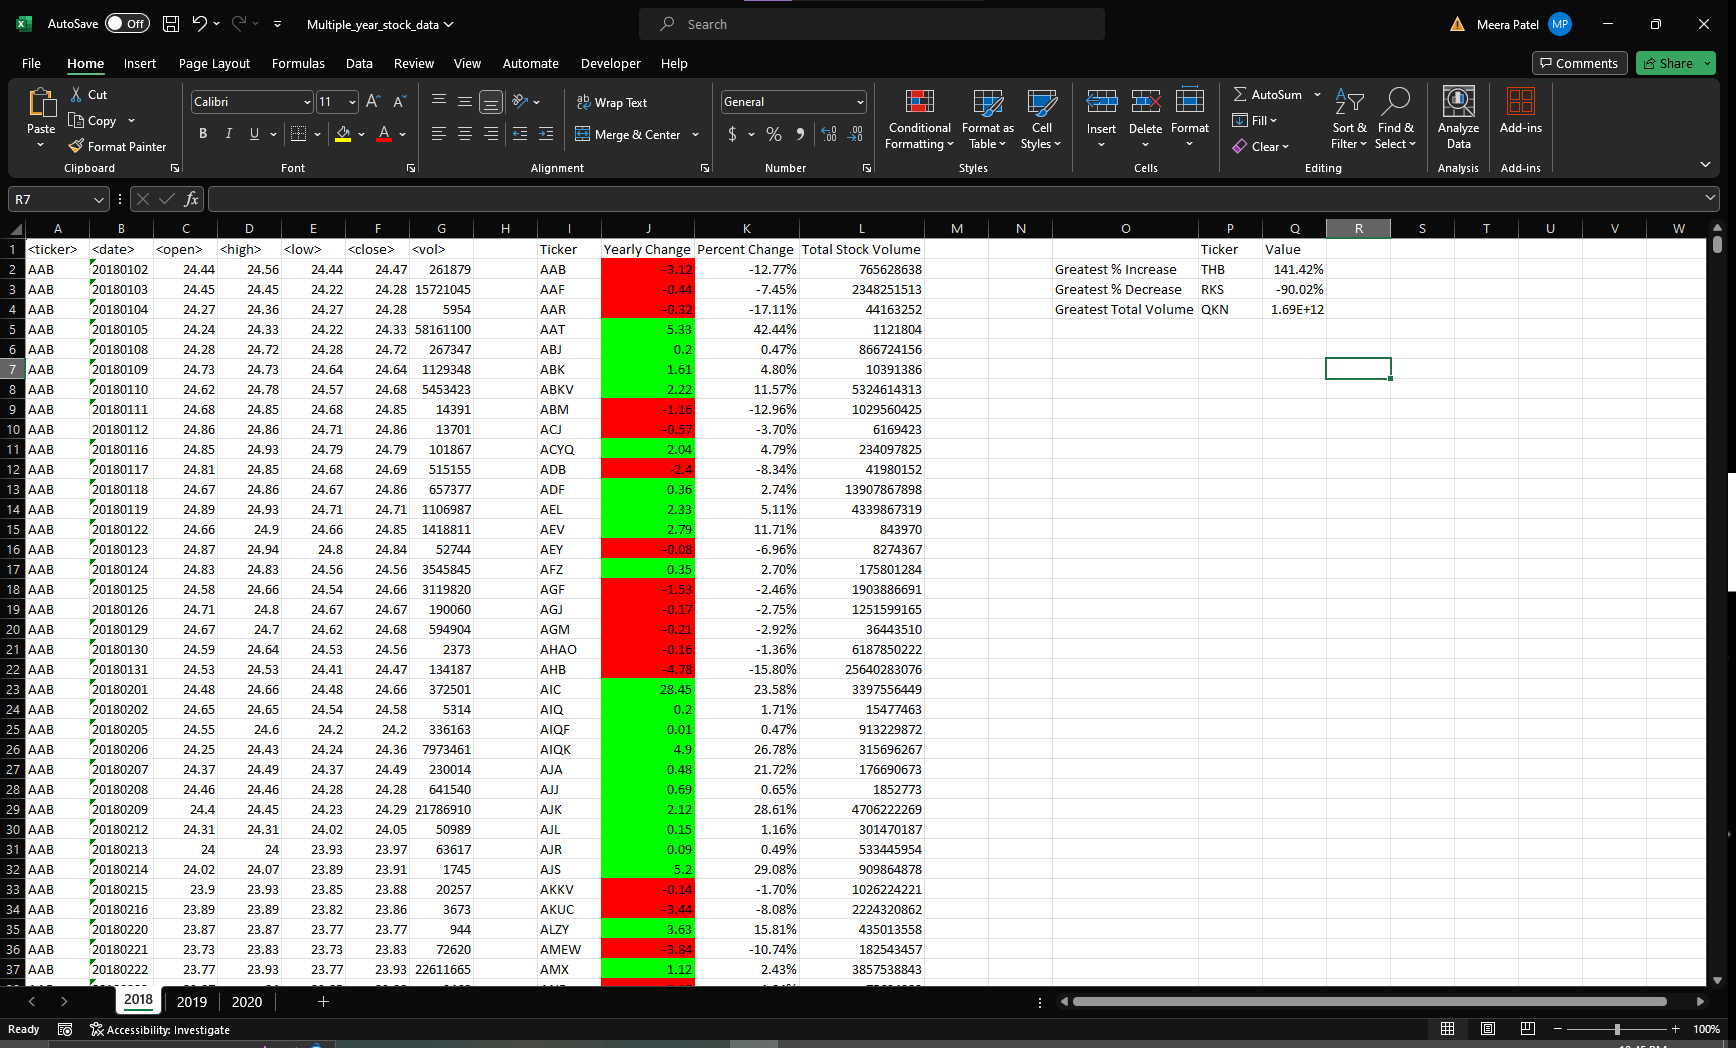 AutoSave Off Multiple_year_stock_data Search Meera Patel MP
File Home Insert Page Layout Formulas Data Review View Automate Developer Help Comments Share
Paste Cut Copy Format Painter Clipboard
Calibri 11 B I U A Font
Wrap Text Merge & Center Alignment
General $ % Number
Conditional Formatting Format as Table Cell Styles Styles
Insert Delete Format Cells
AutoSum Fill Clear Sort & Filter Find & Select Editing
Analyze Data Analysis
Add-ins Add-ins
R7 fx
A B C D E F G H I J K L M N O P Q R S T U V W
1 <ticker> <date> <open> <high> <low> <close> <vol> Ticker Yearly Change Percent Change Total Stock Volume Ticker Value
2 AAB 20180102 24.44 24.56 24.44 24.47 261879 AAB -3.12 -12.77% 765628638 Greatest % Increase THB 141.42%
3 AAB 20180103 24.45 24.45 24.22 24.28 15721045 AAF -0.44 -7.45% 2348251513 Greatest % Decrease RKS -90.02%
4 AAB 20180104 24.27 24.36 24.27 24.28 5954 AAR -0.32 -17.11% 44163252 Greatest Total Volume QKN 1.69E+12
5 AAB 20180105 24.24 24.33 24.22 24.33 58161100 AAT 5.33 42.44% 1121804
6 AAB 20180108 24.28 24.72 24.28 24.72 267347 ABJ 0.2 0.47% 866724156
7 AAB 20180109 24.73 24.73 24.64 24.64 1129348 ABK 1.61 4.80% 10391386
8 AAB 20180110 24.62 24.78 24.57 24.68 5453423 ABKV 2.22 11.57% 5324614313
9 AAB 20180111 24.68 24.85 24.68 24.85 14391 ABM -1.16 -12.96% 1029560425
10 AAB 20180112 24.86 24.86 24.71 24.86 13701 ACJ -0.57 -3.70% 6169423
11 AAB 20180116 24.85 24.93 24.79 24.79 101867 ACYQ 2.04 4.79% 234097825
12 AAB 20180117 24.81 24.85 24.68 24.69 515155 ADB -2.4 -8.34% 41980152
13 AAB 20180118 24.67 24.86 24.67 24.86 657377 ADF 0.36 2.74% 13907867898
14 AAB 20180119 24.89 24.93 24.71 24.71 1106987 AEL 2.33 5.11% 4339867319
15 AAB 20180122 24.66 24.9 24.66 24.85 1418811 AEV 2.79 11.71% 843970
16 AAB 20180123 24.87 24.94 24.8 24.84 52744 AEY -0.08 -6.96% 8274367
17 AAB 20180124 24.83 24.83 24.56 24.56 3545845 AFZ 0.35 2.70% 175801284
18 AAB 20180125 24.58 24.66 24.54 24.66 3119820 AGF -1.53 -2.46% 1903886691
19 AAB 20180126 24.71 24.8 24.67 24.67 190060 AGJ -0.17 -2.75% 1251599165
20 AAB 20180129 24.67 24.7 24.62 24.68 594904 AGM -0.21 -2.92% 36443510
21 AAB 20180130 24.59 24.64 24.53 24.56 2373 AHAO -0.16 -1.36% 6187850222
22 AAB 20180131 24.53 24.53 24.41 24.47 134187 AHB -4.78 -15.80% 25640283076
23 AAB 20180201 24.48 24.66 24.48 24.66 372501 AIC 28.45 23.58% 3397556449
24 AAB 20180202 24.65 24.65 24.54 24.58 5314 AIQ 0.2 1.71% 15477463
25 AAB 20180205 24.55 24.6 24.2 24.2 336163 AIQF 0.01 0.47% 913229872
26 AAB 20180206 24.25 24.43 24.24 24.36 7973461 AIQK 4.9 26.78% 315696267
27 AAB 20180207 24.37 24.49 24.37 24.49 230014 AJA 0.48 21.72% 176690673
28 AAB 20180208 24.46 24.46 24.28 24.28 641540 AJJ 0.69 0.65% 1852773
29 AAB 20180209 24.4 24.45 24.23 24.29 21786910 AJK 2.12 28.61% 4706222269
30 AAB 20180212 24.31 24.31 24.02 24.05 50989 AJL 0.15 1.16% 301470187
31 AAB 20180213 24 24 23.93 23.97 63617 AJR 0.09 0.49% 533445954
32 AAB 20180214 24.02 24.07 23.89 23.91 1745 AJS 5.2 29.08% 909864878
33 AAB 20180215 23.9 23.93 23.85 23.88 20257 AKKV -0.14 -1.70% 1026224221
34 AAB 20180216 23.89 23.89 23.82 23.86 3673 AKUC -3.44 -8.08% 2224320862
35 AAB 20180220 23.87 23.87 23.77 23.77 944 ALZY 3.63 15.81% 435013558
36 AAB 20180221 23.73 23.83 23.73 23.83 72620 AMEW -3.84 -10.74% 182543457
37 AAB 20180222 23.77 23.93 23.77 23.93 22611665 AMX 1.12 2.43% 3857538843
2018 2019 2020
Ready Accessibility: Investigate 100%